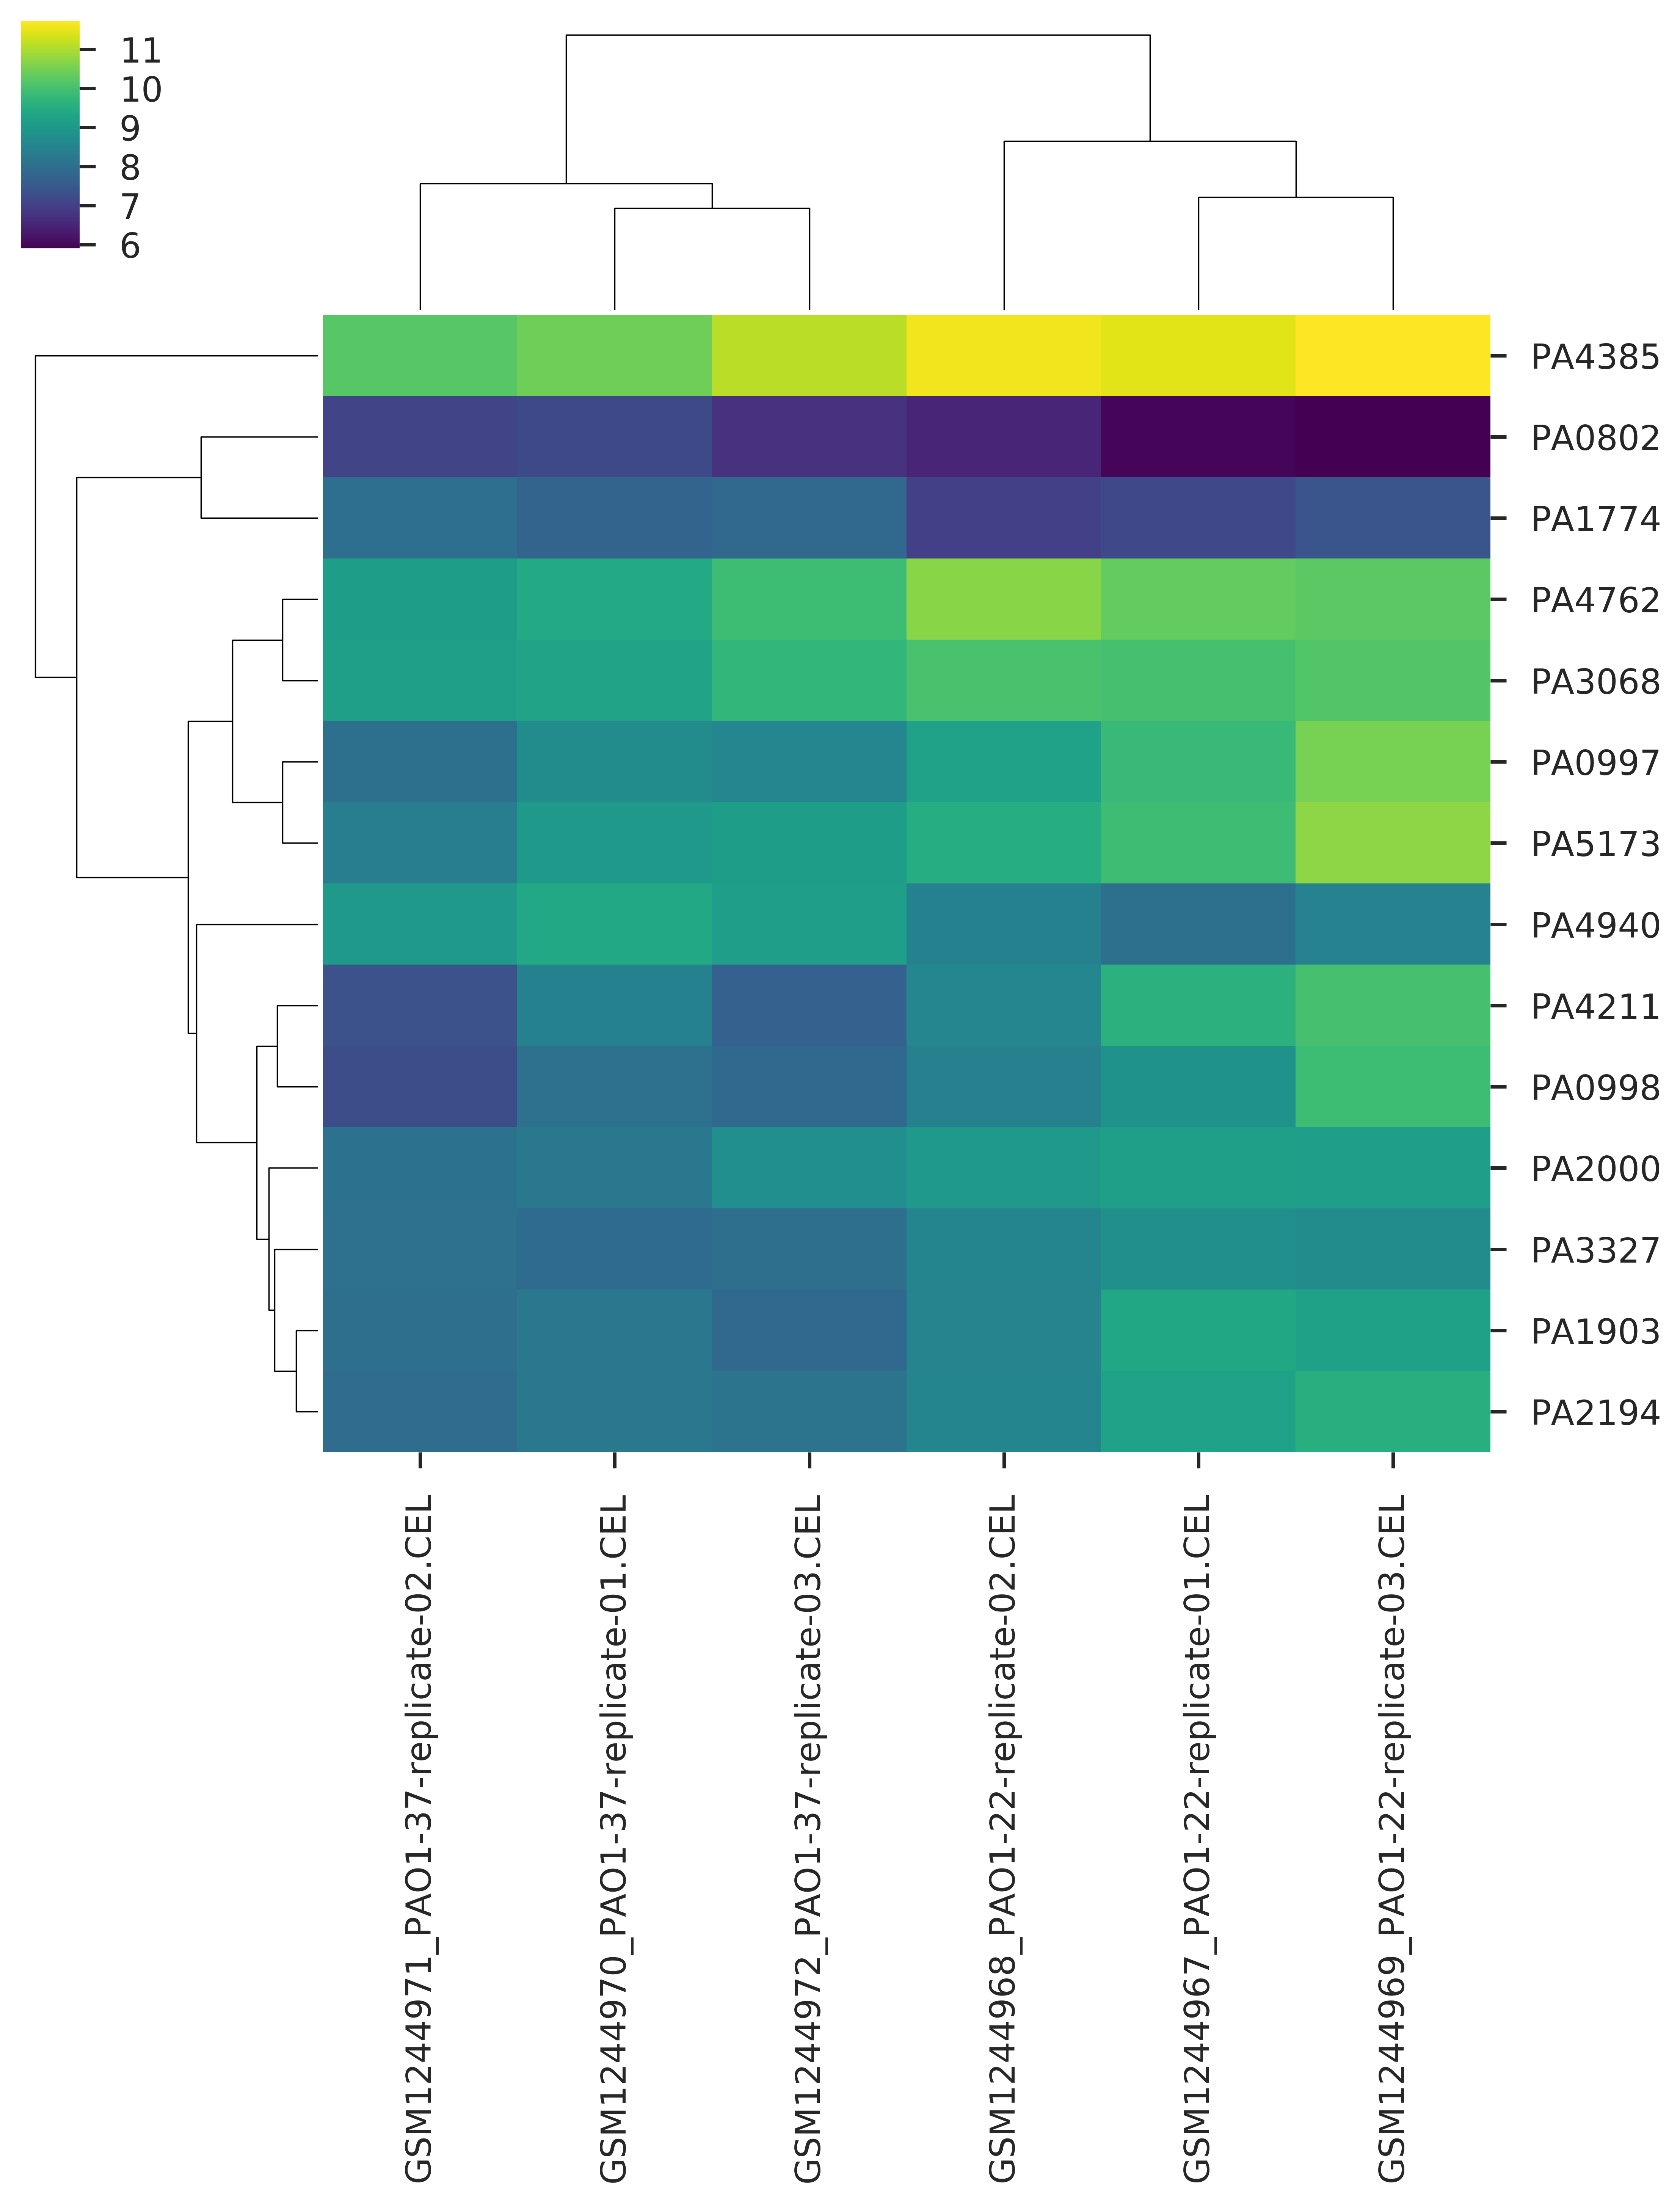 11
10
9
8
7
6
PA4385
PA0802
PA1774
PA4762
PA3068
PA0997
PA5173
PA4940
PA4211
PA0998
PA2000
PA3327
PA1903
PA2194
GSM1244971_PAO1-37-replicate-02.CEL
GSM1244970_PAO1-37-replicate-01.CEL
GSM1244972_PAO1-37-replicate-03.CEL
GSM1244968_PAO1-22-replicate-02.CEL
GSM1244967_PAO1-22-replicate-01.CEL
GSM1244969_PAO1-22-replicate-03.CEL